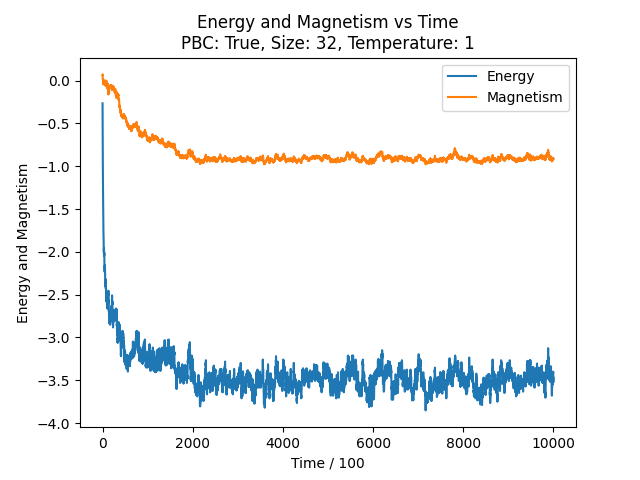 Energy and Magnetism vs Time
PBC: True, Size: 32, Temperature: 1
Energy
Magnetism
0.0
−0.5
−1.0
−1.5
−2.0
−2.5
−3.0
−3.5
−4.0
Energy and Magnetism
0
2000
4000
6000
8000
10000
Time / 100